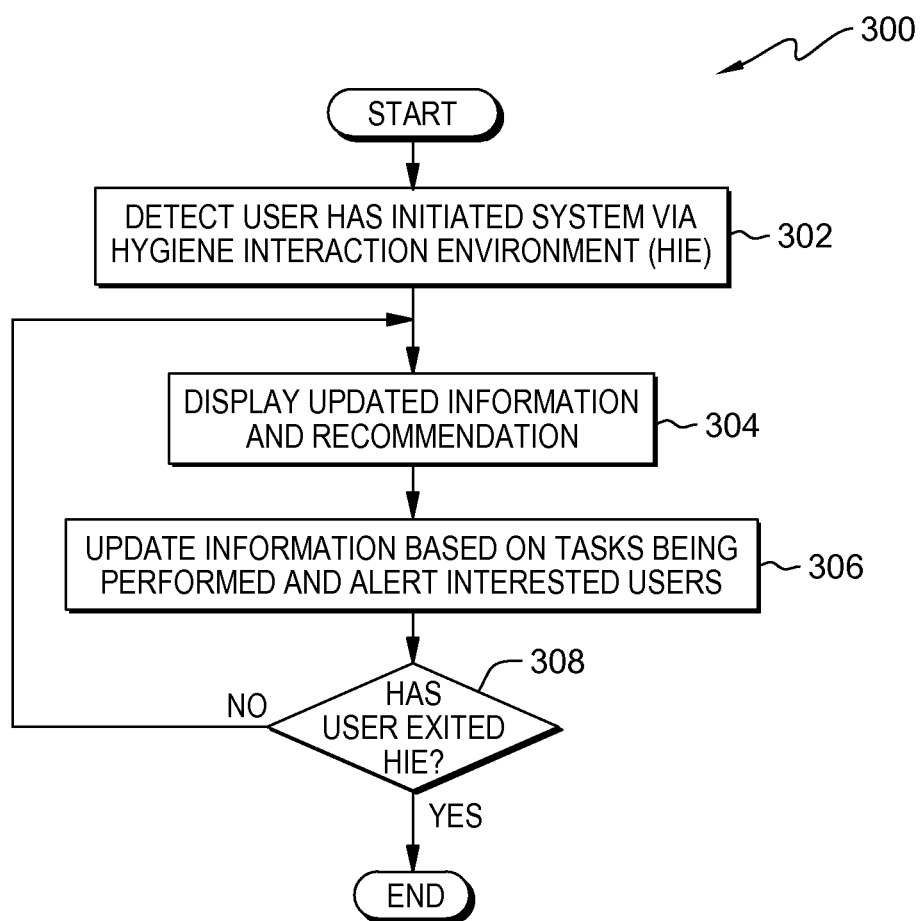 300
START
DETECT USER HAS INITIATED SYSTEM VIA
HYGIENE INTERACTION ENVIRONMENT (HIE)
302
DISPLAY UPDATED INFORMATION
AND RECOMMENDATION
304
UPDATE INFORMATION BASED ON TASKS BEING
PERFORMED AND ALERT INTERESTED USERS
306
308
HAS
USER EXITED
HIE?
NO
YES
END